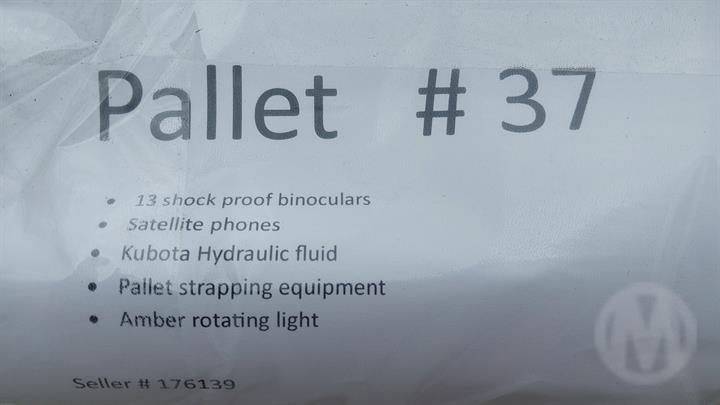 Pallet # 37
• 13 shock proof binoculars
• Satellite phones
• Kubota Hydraulic fluid
• Pallet strapping equipment
• Amber rotating light
Seller # 176139
M